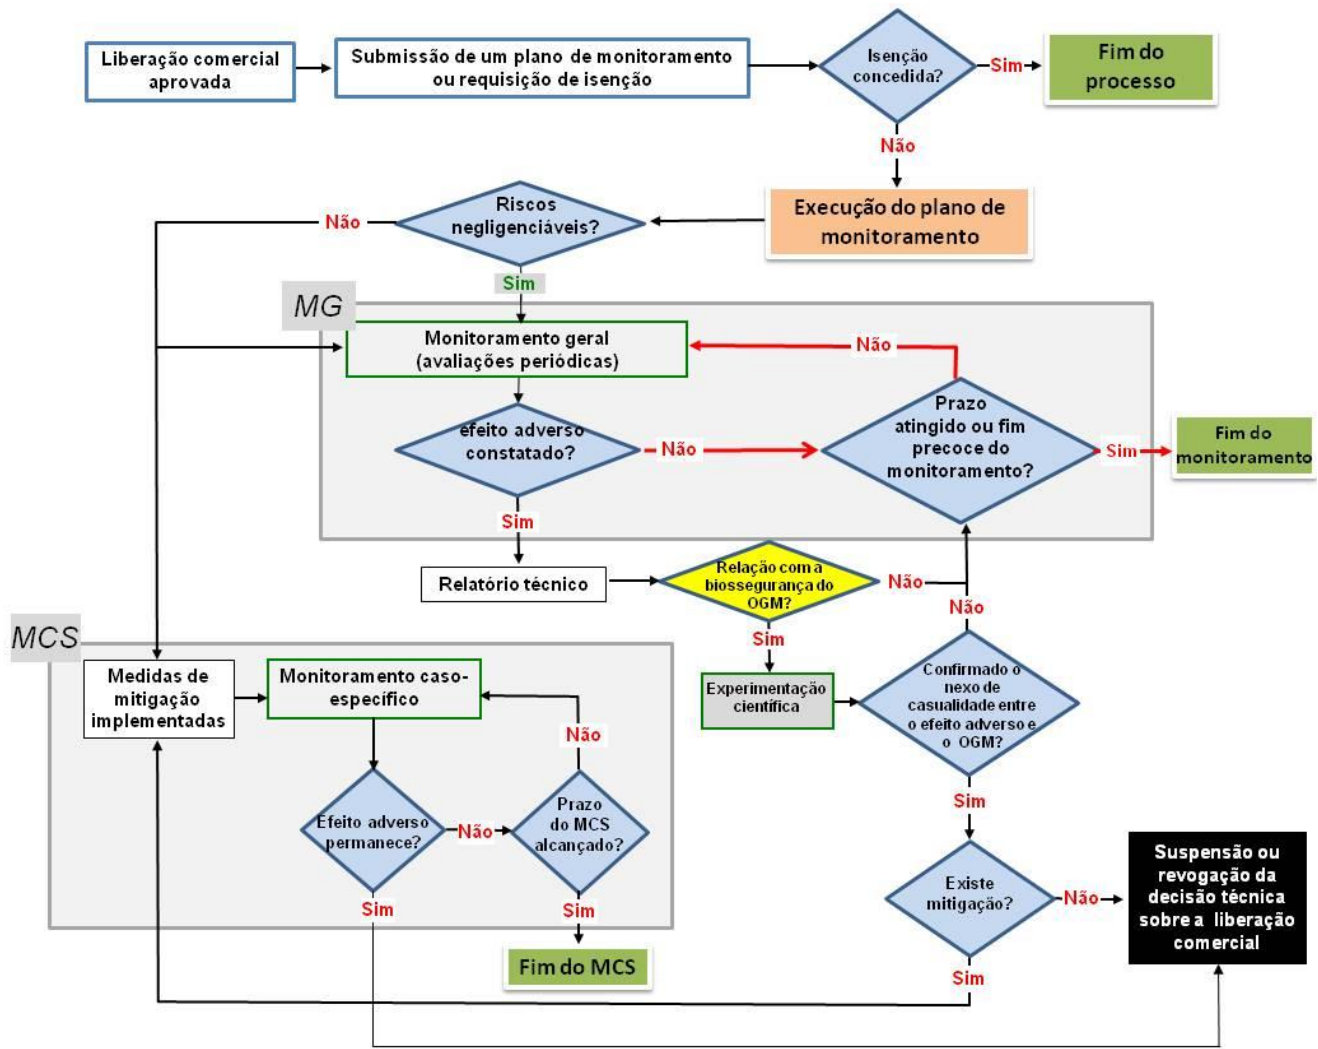 Liberação comercial
aprovada
Submissão de um plano de monitoramento
ou requisição de isenção
Isenção
concedida?
Sim
Fim do
processo
Não
Execução do plano de
monitoramento
Riscos
negligenciáveis?
Não
Sim
MG
Monitoramento geral
(avaliações periódicas)
Não
efeito adverso
constatado?
Não
Prazo
atingido ou fim
precoce do
monitoramento?
Sim
Fim do
monitoramento
Sim
Relatório técnico
Relação com a
biossegurança do
OGM?
Não
Não
Sim
Experimentação
científica
Confirmado o
nexo de
casualidade entre
o efeito adverso e
o OGM?
MCS
Medidas de
mitigação
implementadas
Monitoramento caso-
específico
Não
Efeito adverso
permanece?
Não
Prazo
do MCS
alcançado?
Sim
Sim
Fim do MCS
Sim
Existe
mitigação?
Não
Suspensão ou
revogação da
decisão técnica
sobre a liberação
comercial
Sim